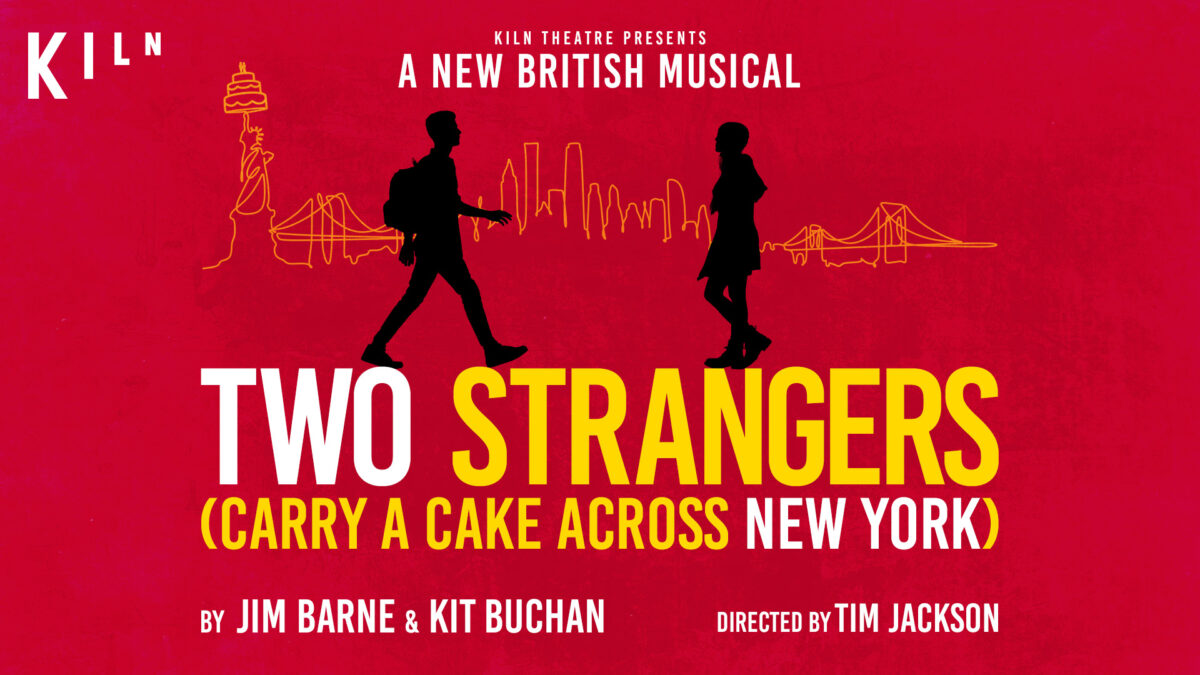 KILN
KILN THEATRE PRESENTS
A NEW BRITISH MUSICAL
TWO STRANGERS
(CARRY A CAKE ACROSS NEW YORK)
BY JIM BARNE & KIT BUCHAN
DIRECTED BY TIM JACKSON